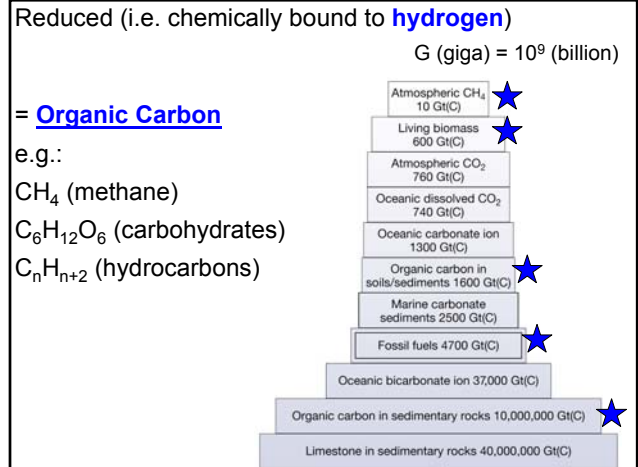 Reduced (i.e. chemically bound to hydrogen)
G (giga) = 10⁹ (billion)
= Organic Carbon
e.g.:
CH₄ (methane)
C₆H₁₂O₆ (carbohydrates)
CₙHₙ₊₂ (hydrocarbons)
Atmospheric CH₄
10 Gt(C)
Living biomass
600 Gt(C)
Atmospheric CO₂
760 Gt(C)
Oceanic dissolved CO₂
740 Gt(C)
Oceanic carbonate ion
1300 Gt(C)
Organic carbon in
soils/sediments 1600 Gt(C)
Marine carbonate
sediments 2500 Gt(C)
Fossil fuels 4700 Gt(C)
Oceanic bicarbonate ion 37,000 Gt(C)
Organic carbon in sedimentary rocks 10,000,000 Gt(C)
Limestone in sedimentary rocks 40,000,000 Gt(C)